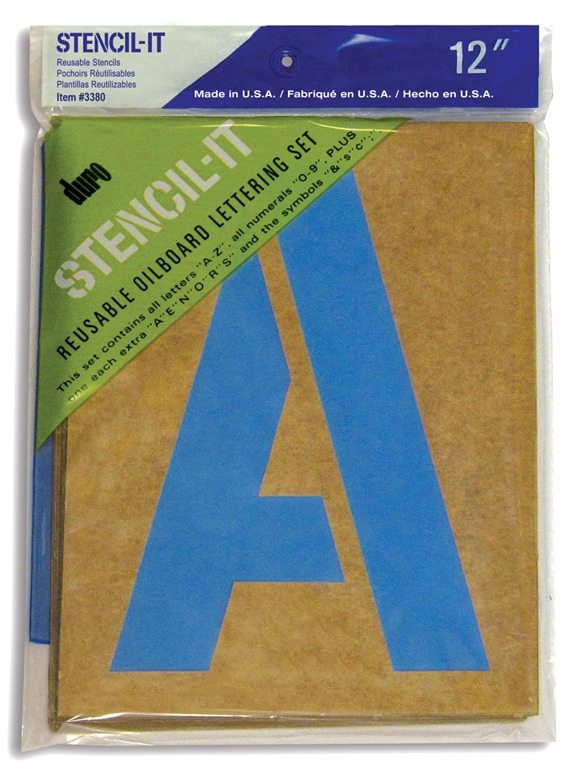 STENCIL-IT
Reusable Stencils
Pochoirs Réutilisables
Plantillas Reutilizables
Item #3380
12"
Made in U.S.A. / Fabriqué en U.S.A. / Hecho en U.S.A.
duro
STENCIL-IT
REUSABLE OILBOARD LETTERING SET
This set contains all letters "A-Z", all numerals "0-9", PLUS
one each extra "A""E""N""O""R""S" and the symbols "&""s""c"".".
A